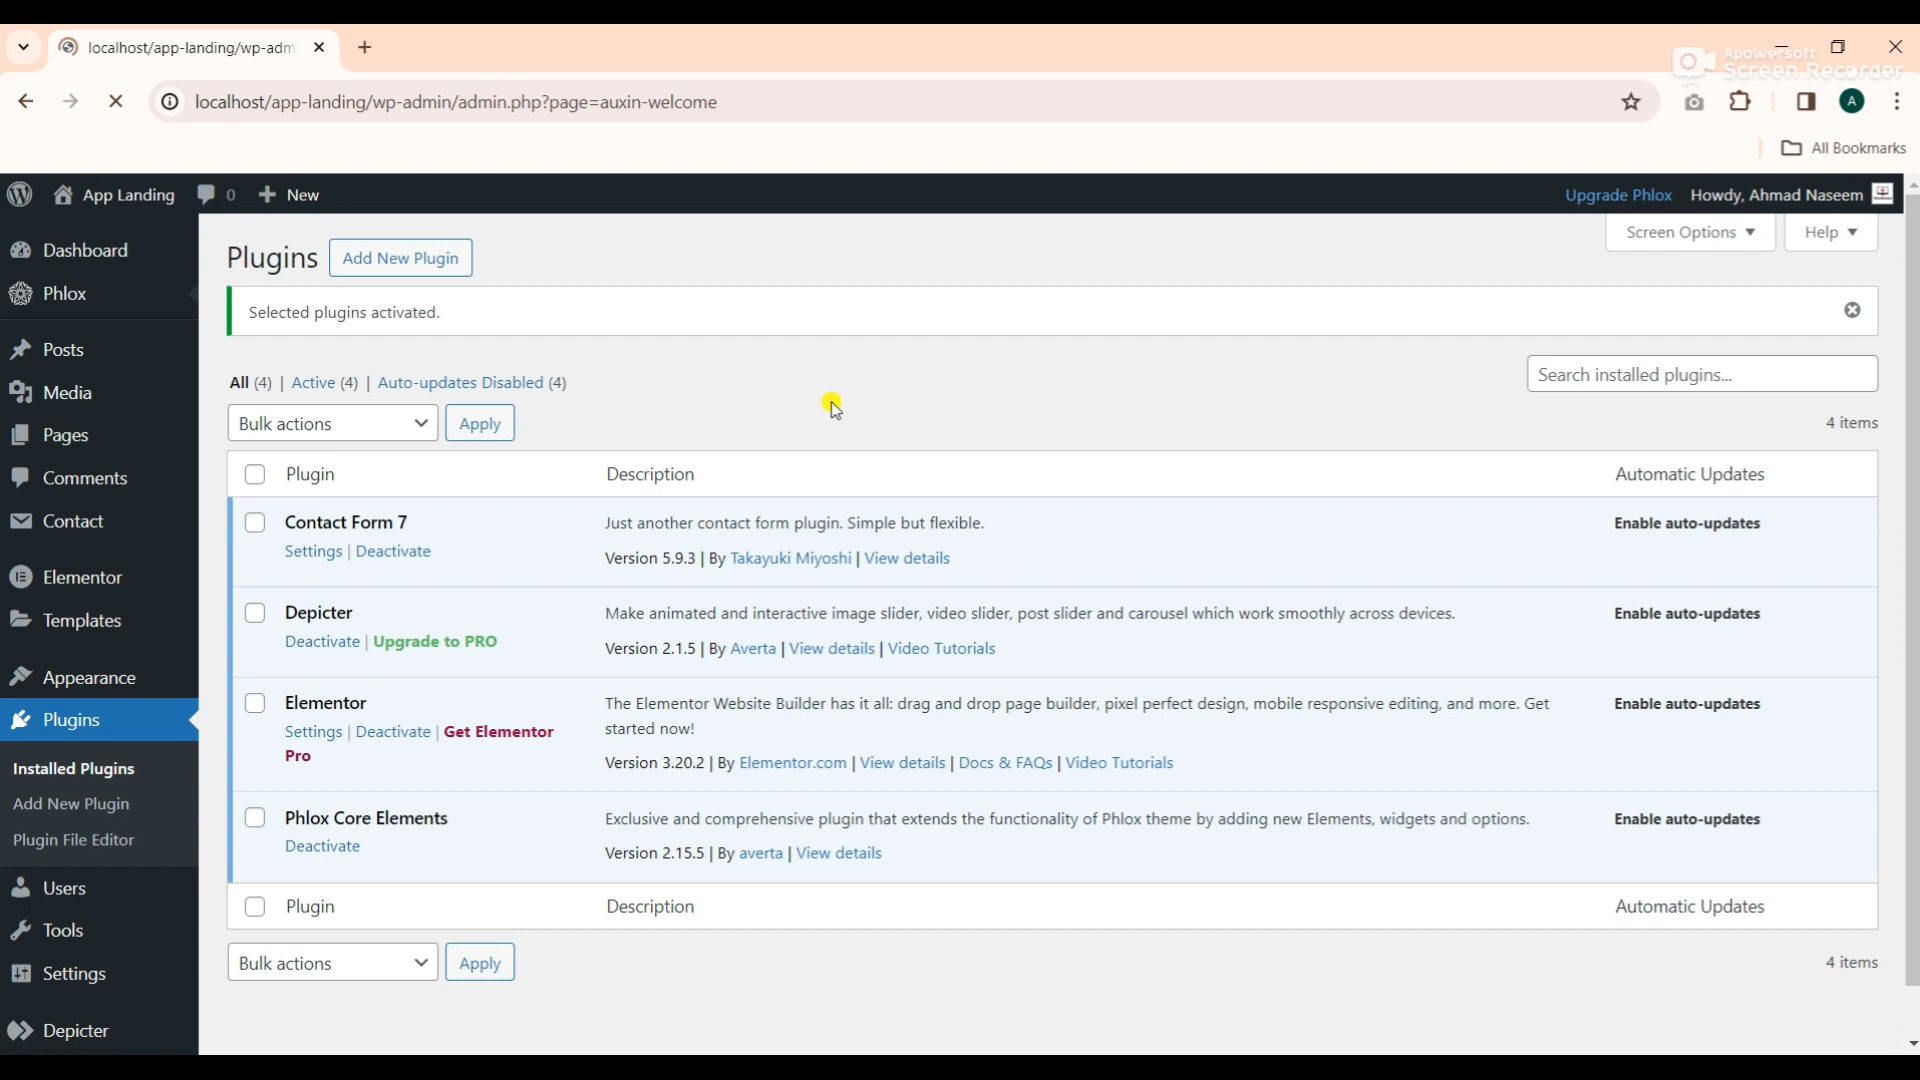 localhost/app-landing/wp-adm
Apowersoft
Screen Recorder
localhost/app-landing/wp-admin/admin.php?page=auxin-welcome
A
All Bookmarks
App Landing 0 New
Upgrade Phlox Howdy, Ahmad Naseem
Screen Options Help
Dashboard
Phlox
Posts
Media
Pages
Comments
Contact
Elementor
Templates
Appearance
Plugins
Installed Plugins
Add New Plugin
Plugin File Editor
Users
Tools
Settings
Depicter
Plugins Add New Plugin
Selected plugins activated.
All (4) | Active (4) | Auto-updates Disabled (4)
Search installed plugins...
Bulk actions Apply
4 items
Plugin Description Automatic Updates
Contact Form 7
Settings | Deactivate
Just another contact form plugin. Simple but flexible.
Version 5.9.3 | By Takayuki Miyoshi | View details
Enable auto-updates
Depicter
Deactivate | Upgrade to PRO
Make animated and interactive image slider, video slider, post slider and carousel which work smoothly across devices.
Version 2.1.5 | By Averta | View details | Video Tutorials
Enable auto-updates
Elementor
Settings | Deactivate | Get Elementor
Pro
The Elementor Website Builder has it all: drag and drop page builder, pixel perfect design, mobile responsive editing, and more. Get
started now!
Version 3.20.2 | By Elementor.com | View details | Docs & FAQs | Video Tutorials
Enable auto-updates
Phlox Core Elements
Deactivate
Exclusive and comprehensive plugin that extends the functionality of Phlox theme by adding new Elements, widgets and options.
Version 2.15.5 | By averta | View details
Enable auto-updates
Plugin Description Automatic Updates
Bulk actions Apply
4 items